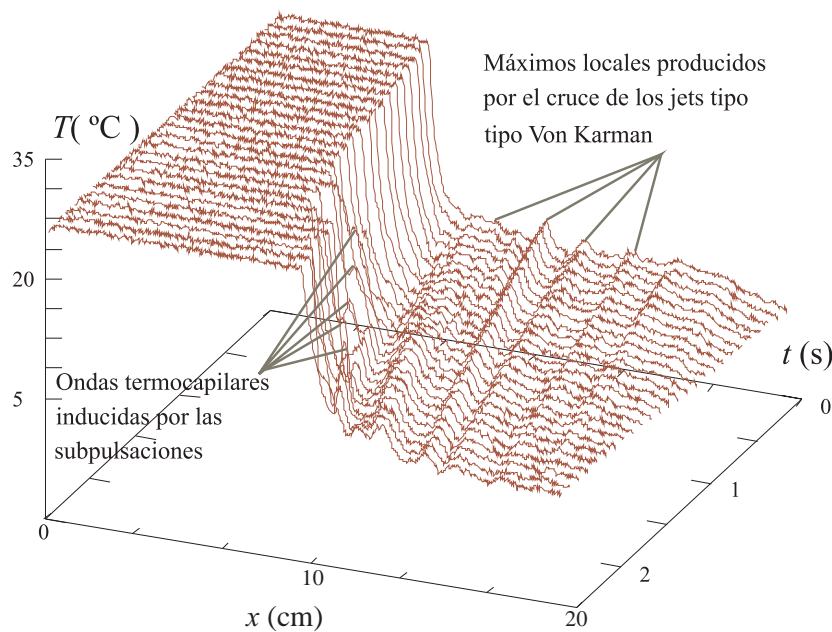 Máximos locales producidos
por el cruce de los jets tipo
tipo Von Karman
T( ºC )
35
20
5
Ondas termocapilares
inducidas por las
subpulsaciones
t (s)
0
1
2
0
10
20
x (cm)